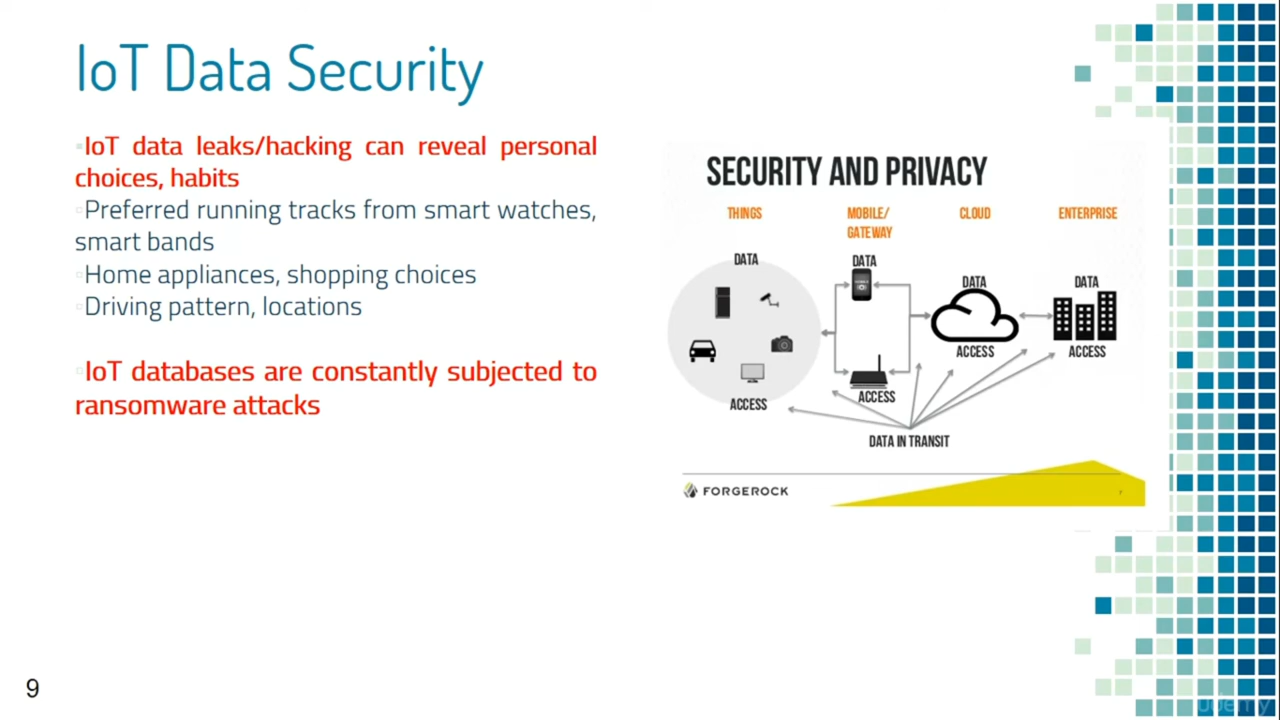 IoT Data Security
IoT data leaks/hacking can reveal personal
choices, habits
Preferred running tracks from smart watches,
smart bands
Home appliances, shopping choices
Driving pattern, locations
IoT databases are constantly subjected to
ransomware attacks
SECURITY AND PRIVACY
THINGS
MOBILE/
GATEWAY
CLOUD
ENTERPRISE
DATA
DATA
DATA
DATA
ACCESS
ACCESS
ACCESS
ACCESS
DATA IN TRANSIT
FORGEROCK
9
udemy